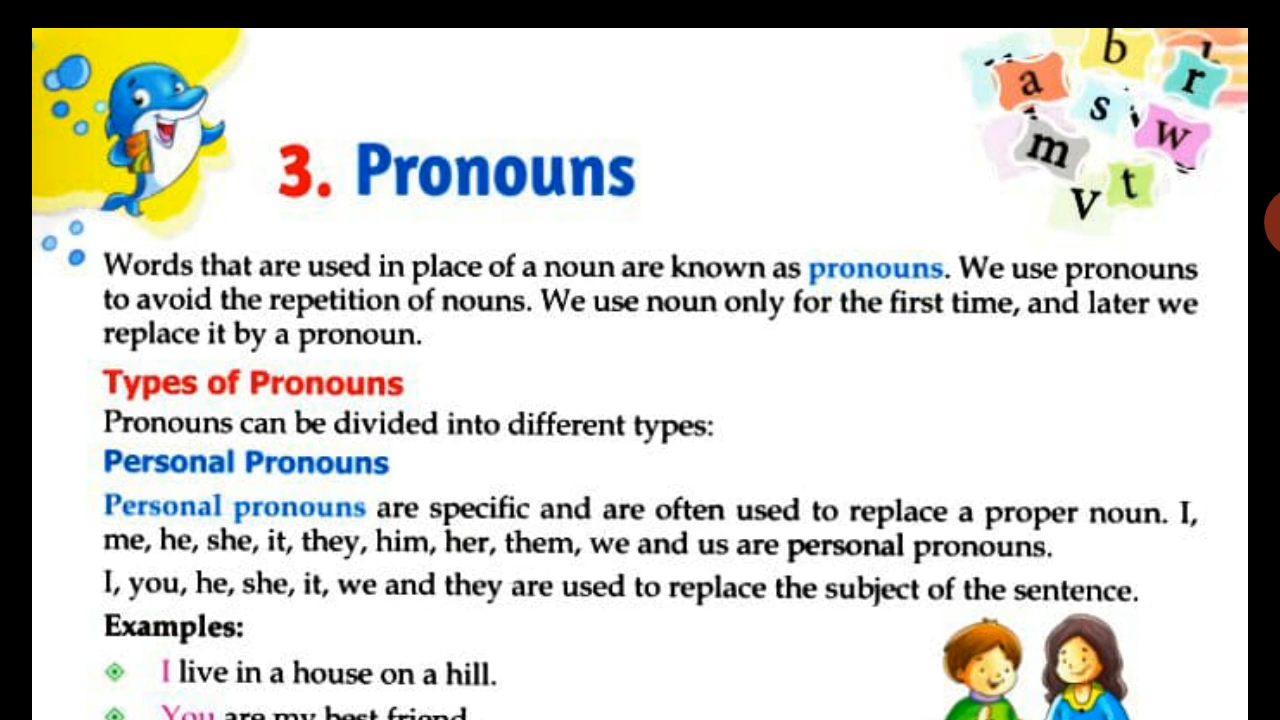 a
b
r
s
m
w
v
t
3. Pronouns
Words that are used in place of a noun are known as pronouns. We use pronouns
to avoid the repetition of nouns. We use noun only for the first time, and later we
replace it by a pronoun.
Types of Pronouns
Pronouns can be divided into different types:
Personal Pronouns
Personal pronouns are specific and are often used to replace a proper noun. I,
me, he, she, it, they, him, her, them, we and us are personal pronouns.
I, you, he, she, it, we and they are used to replace the subject of the sentence.
Examples:
I live in a house on a hill.
You are my best friend.